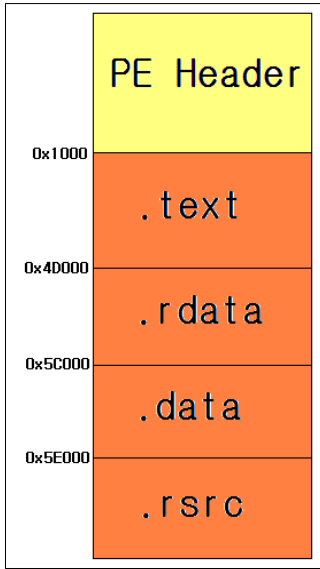 PE Header
0x1000
.text
0x4D000
.rdata
0x5C000
.data
0x5E000
.rsrc